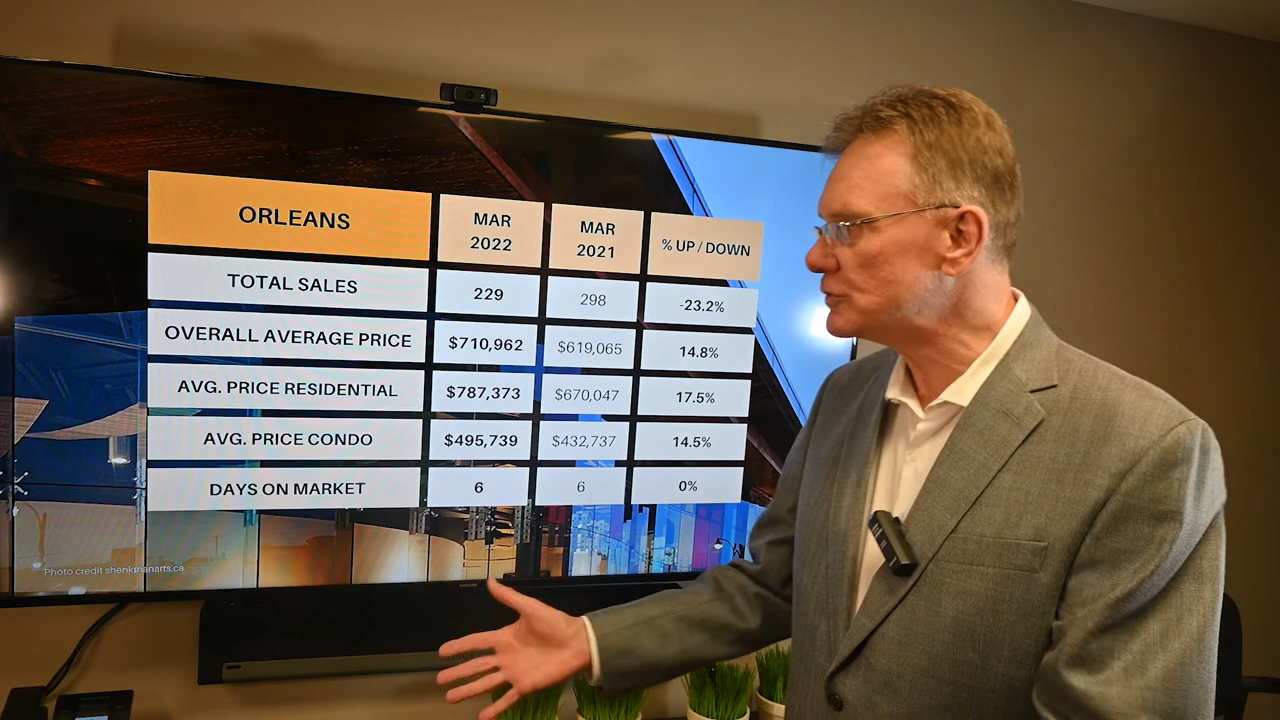 ORLEANS
MAR
2022
MAR
2021
% UP / DOWN
TOTAL SALES
229
298
-23.2%
OVERALL AVERAGE PRICE
$710,962
$619,065
14.8%
AVG. PRICE RESIDENTIAL
$787,373
$670,047
17.5%
AVG. PRICE CONDO
$495,739
$432,737
14.5%
DAYS ON MARKET
6
6
0%
Photo credit shenkmanarts.ca
SAMSUNG